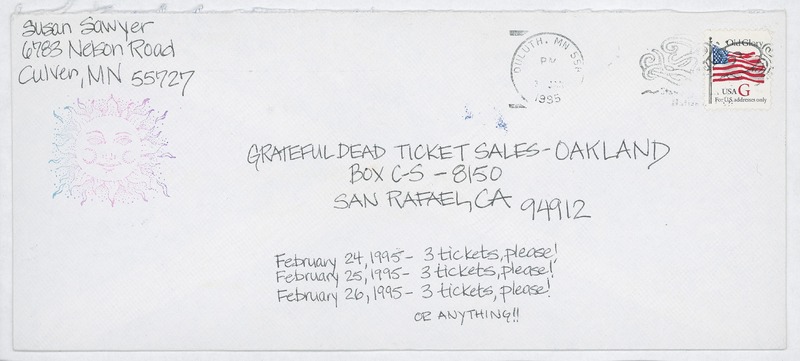 Susan Sawyer
6783 Nelson Road
Culver, MN 55727
DULUTH, MN
PM
1995
Old Glory
USA G
For U.S. addresses only
GRATEFUL DEAD TICKET SALES - OAKLAND
BOX C-S - 8150
SAN RAFAEL, CA 94912
February 24, 1995 - 3 tickets, please!
February 25, 1995 - 3 tickets, please!
February 26, 1995 - 3 tickets, please!
OR ANYTHING!!